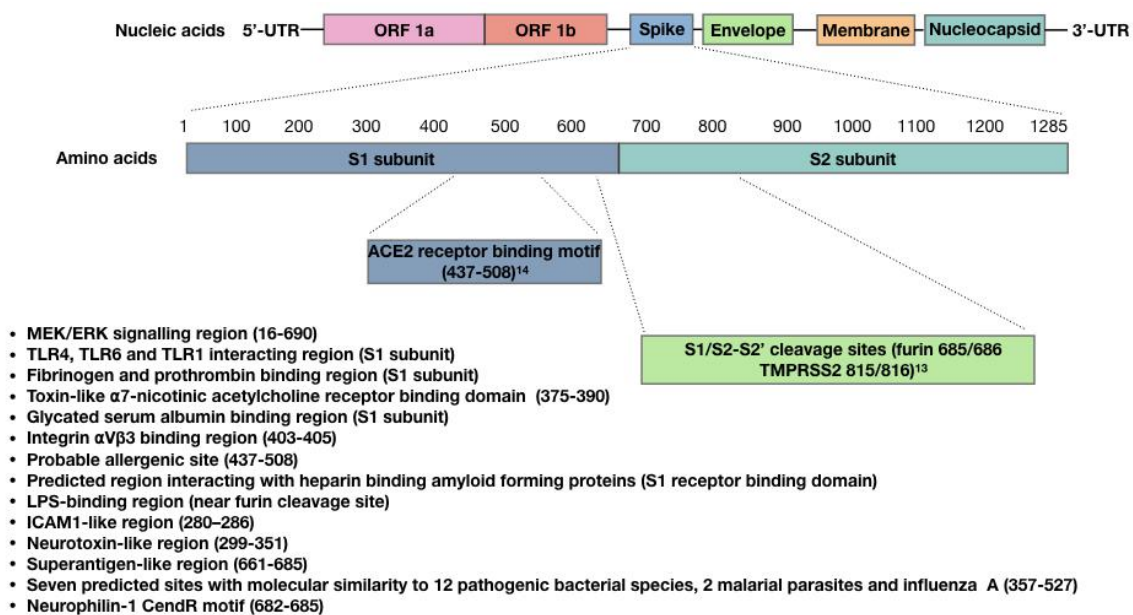 Nucleic acids 5'-UTR ORF 1a ORF 1b Spike Envelope Membrane Nucleocapsid 3'-UTR
1 100 200 300 400 500 600 700 800 900 1000 1100 1200 1285
Amino acids S1 subunit S2 subunit
ACE2 receptor binding motif
(437-508)¹⁴
S1/S2-S2' cleavage sites (furin 685/686
TMPRSS2 815/816)¹³
• MEK/ERK signalling region (16-690)
• TLR4, TLR6 and TLR1 interacting region (S1 subunit)
• Fibrinogen and prothrombin binding region (S1 subunit)
• Toxin-like α7-nicotinic acetylcholine receptor binding domain (375-390)
• Glycated serum albumin binding region (S1 subunit)
• Integrin αVβ3 binding region (403-405)
• Probable allergenic site (437-508)
• Predicted region interacting with heparin binding amyloid forming proteins (S1 receptor binding domain)
• LPS-binding region (near furin cleavage site)
• ICAM1-like region (280–286)
• Neurotoxin-like region (299-351)
• Superantigen-like region (661-685)
• Seven predicted sites with molecular similarity to 12 pathogenic bacterial species, 2 malarial parasites and influenza A (357-527)
• Neurophilin-1 CendR motif (682-685)